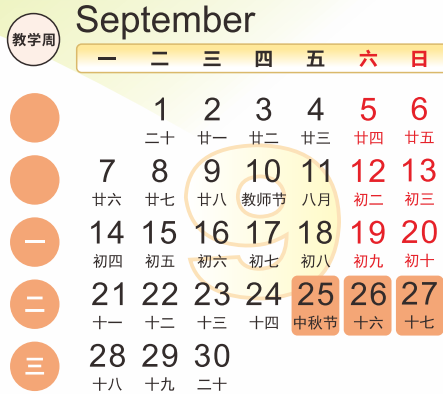 September
教学周 一 二 三 四 五 六 日
1 2 3 4 5 6
二十 廿一 廿二 廿三 廿四 廿五
7 8 9 10 11 12 13
廿六 廿七 廿八 教师节 八月 初二 初三
9
一 14 15 16 17 18 19 20
初四 初五 初六 初七 初八 初九 初十
二 21 22 23 24 25 26 27
十一 十二 十三 十四 中秋节 十六 十七
三 28 29 30
十八 十九 二十